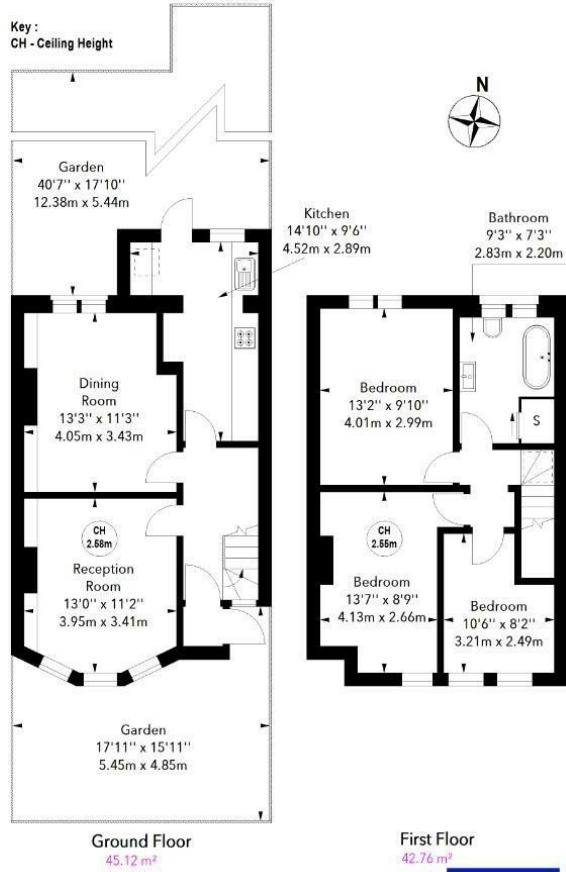 Key :
CH - Ceiling Height
N
Garden
40'7'' x 17'10''
12.38m x 5.44m
Kitchen
14'10'' x 9'6''
4.52m x 2.89m
Bathroom
9'3'' x 7'3''
2.83m x 2.20m
Dining
Room
13'3'' x 11'3''
4.05m x 3.43m
Bedroom
13'2'' x 9'10''
4.01m x 2.99m
S
CH
2.58m
Reception
Room
13'0'' x 11'2''
3.95m x 3.41m
CH
2.55m
Bedroom
13'7'' x 8'9''
4.13m x 2.66m
Bedroom
10'6'' x 8'2''
3.21m x 2.49m
Garden
17'11'' x 15'11''
5.45m x 4.85m
Ground Floor
45.12 m²
First Floor
42.76 m²